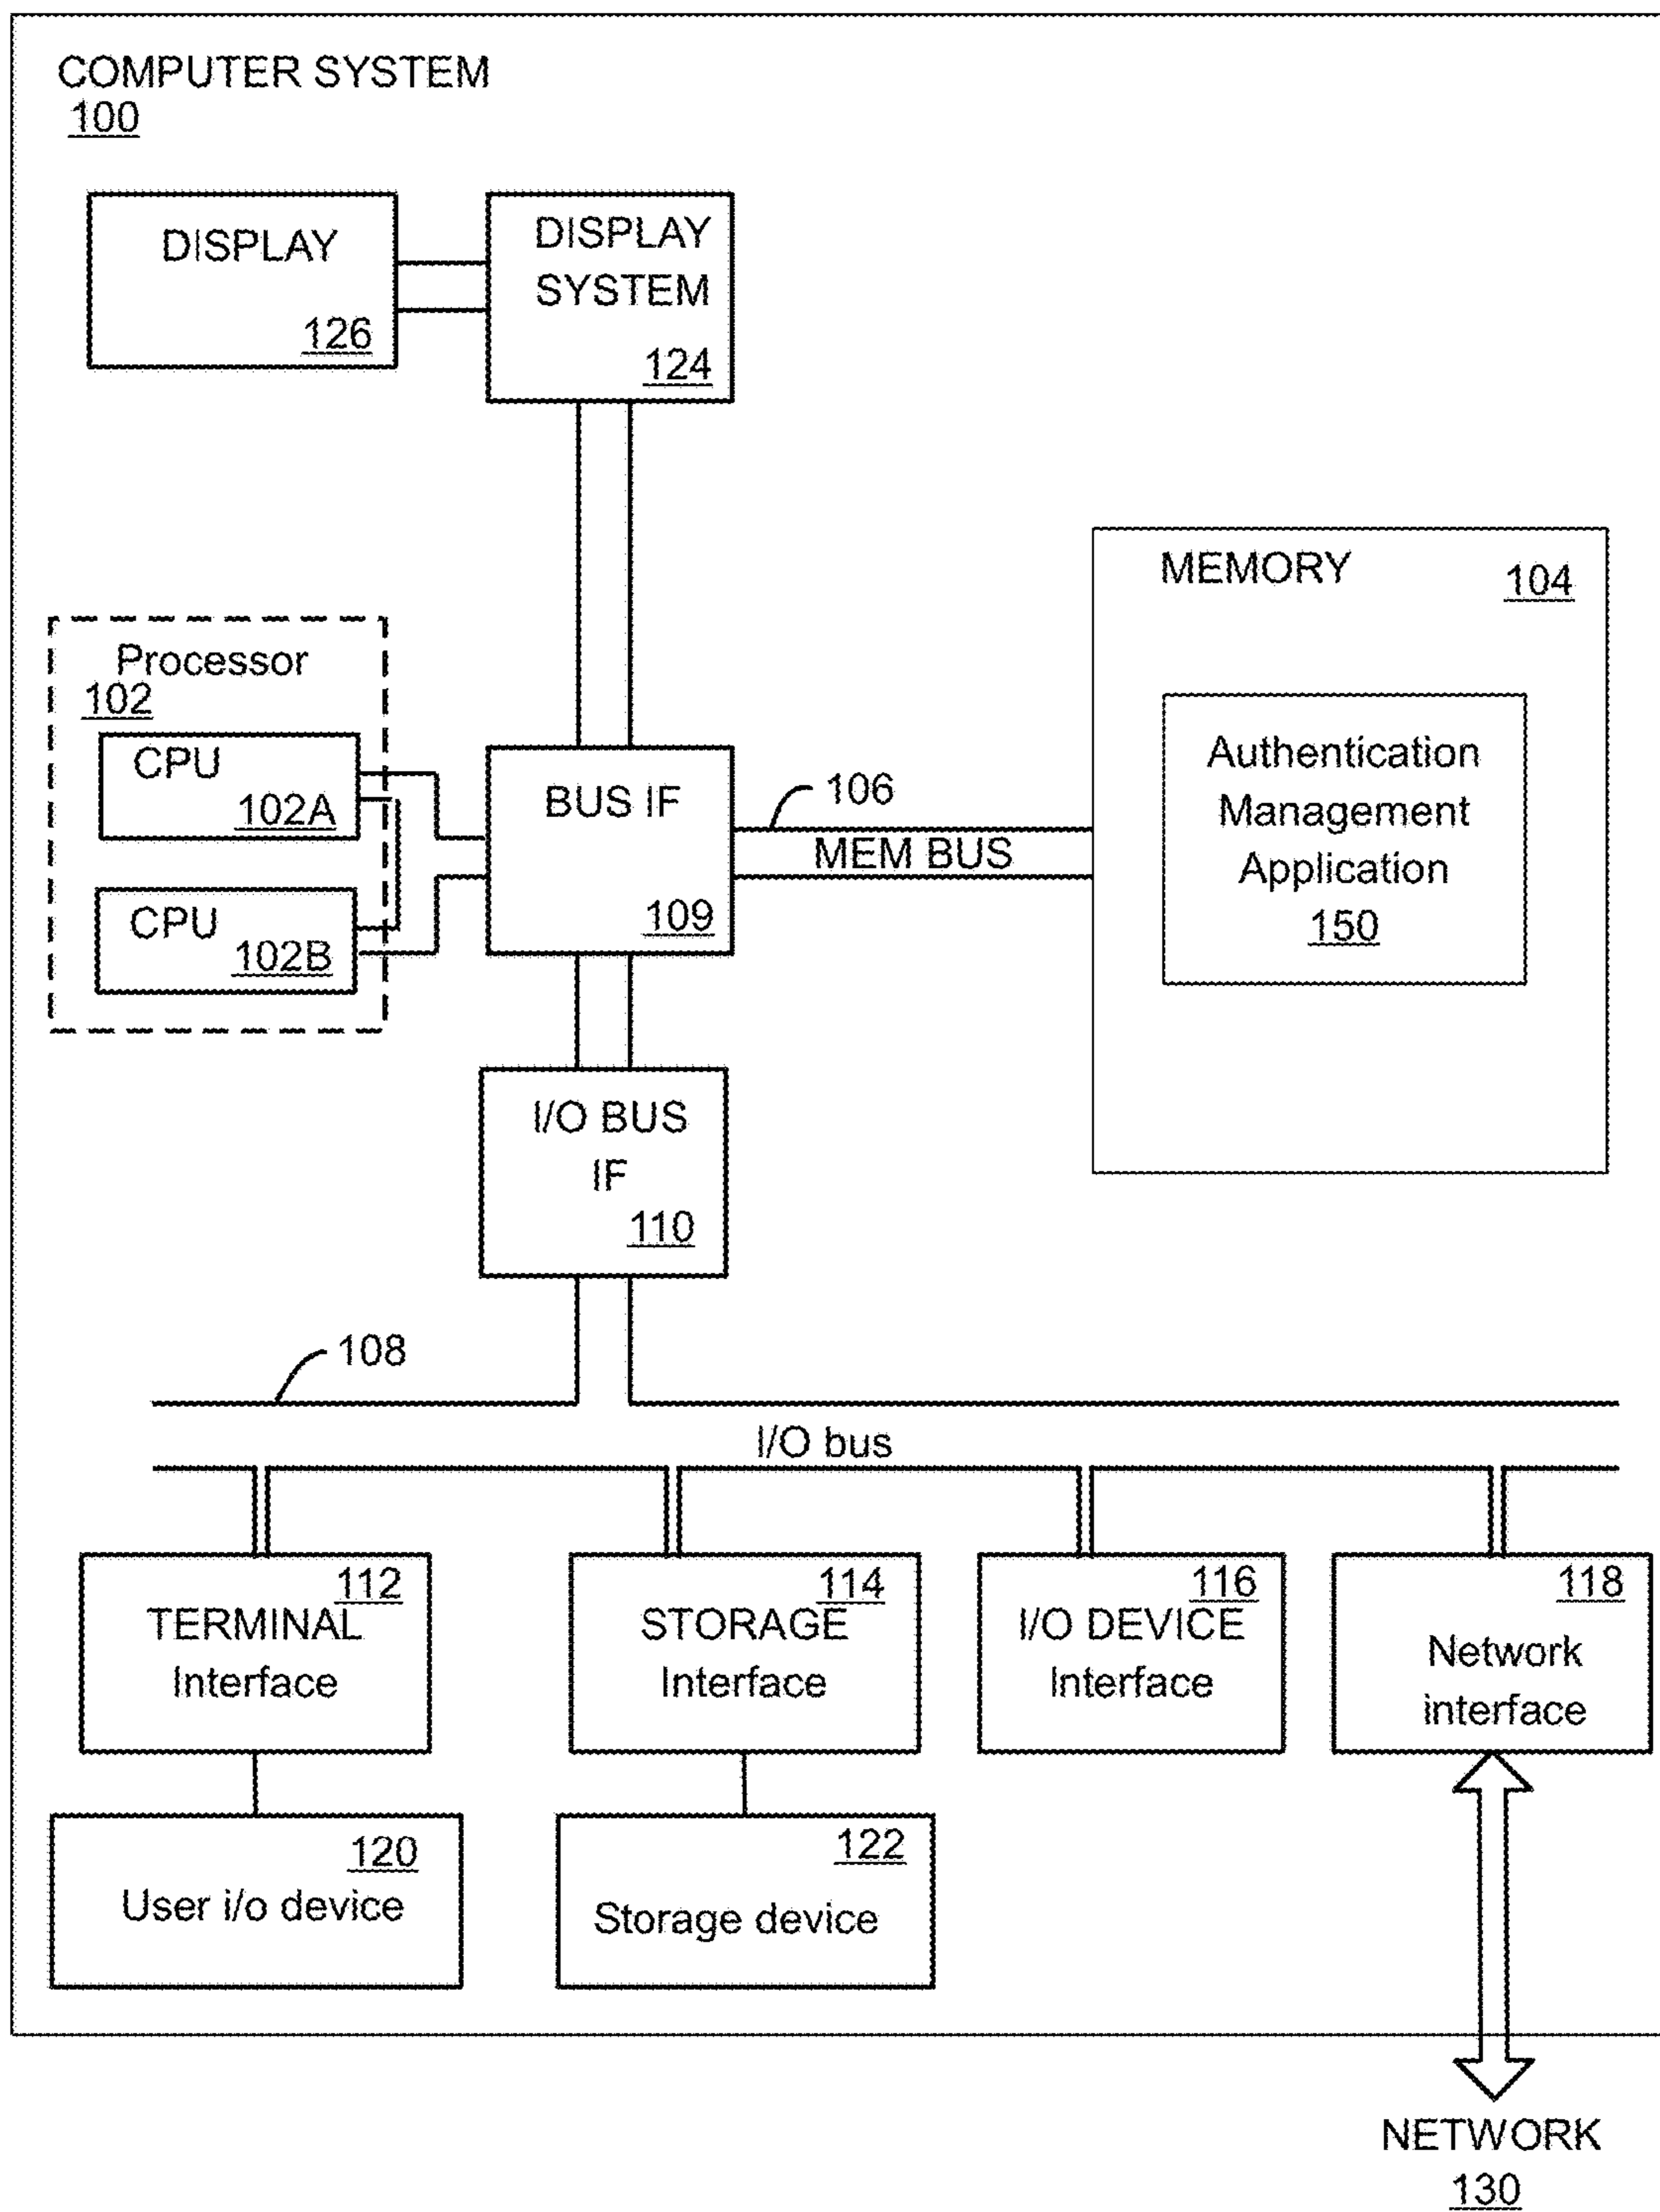 COMPUTER SYSTEM
100
DISPLAY
126
DISPLAY
SYSTEM
124
MEMORY
104
Authentication
Management
Application
150
Processor
102
CPU
102A
CPU
102B
BUS IF
109
106
MEM BUS
I/O BUS
IF
110
108
I/O bus
112
TERMINAL
Interface
114
STORAGE
Interface
116
I/O DEVICE
Interface
118
Network
interface
120
User i/o device
122
Storage device
NETWORK
130